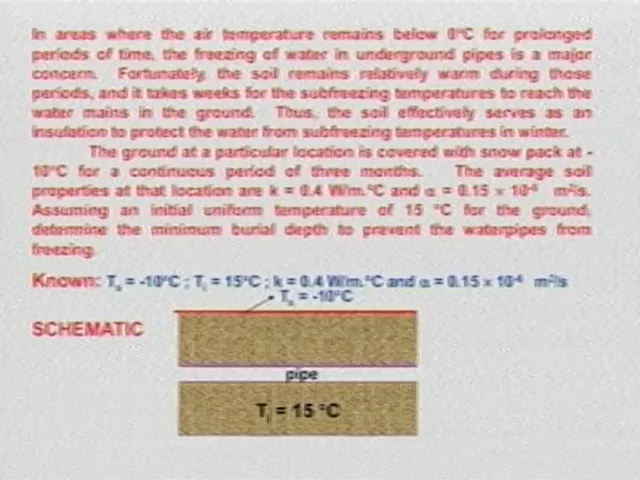 In areas where the air temperature remains below 0°C for prolonged
periods of time, the freezing of water in underground pipes is a major
concern. Fortunately, the soil remains relatively warm during those
periods, and it takes weeks for the subfreezing temperatures to reach the
water mains in the ground. Thus, the soil effectively serves as an
insulation to protect the water from subfreezing temperatures in winter.
The ground at a particular location is covered with snow pack at -
10°C for a continuous period of three months. The average soil
properties at that location are k = 0.4 W/m.°C and α = 0.15 × 10⁻⁶ m²/s.
Assuming an initial uniform temperature of 15 °C for the ground,
determine the minimum burial depth to prevent the waterpipes from
freezing.
Known: Tₛ = -10°C ; Tᵢ = 15°C ; k = 0.4 W/m.°C and α = 0.15 × 10⁻⁶ m²/s
Tₛ = -10°C
SCHEMATIC
pipe
Tᵢ = 15 °C